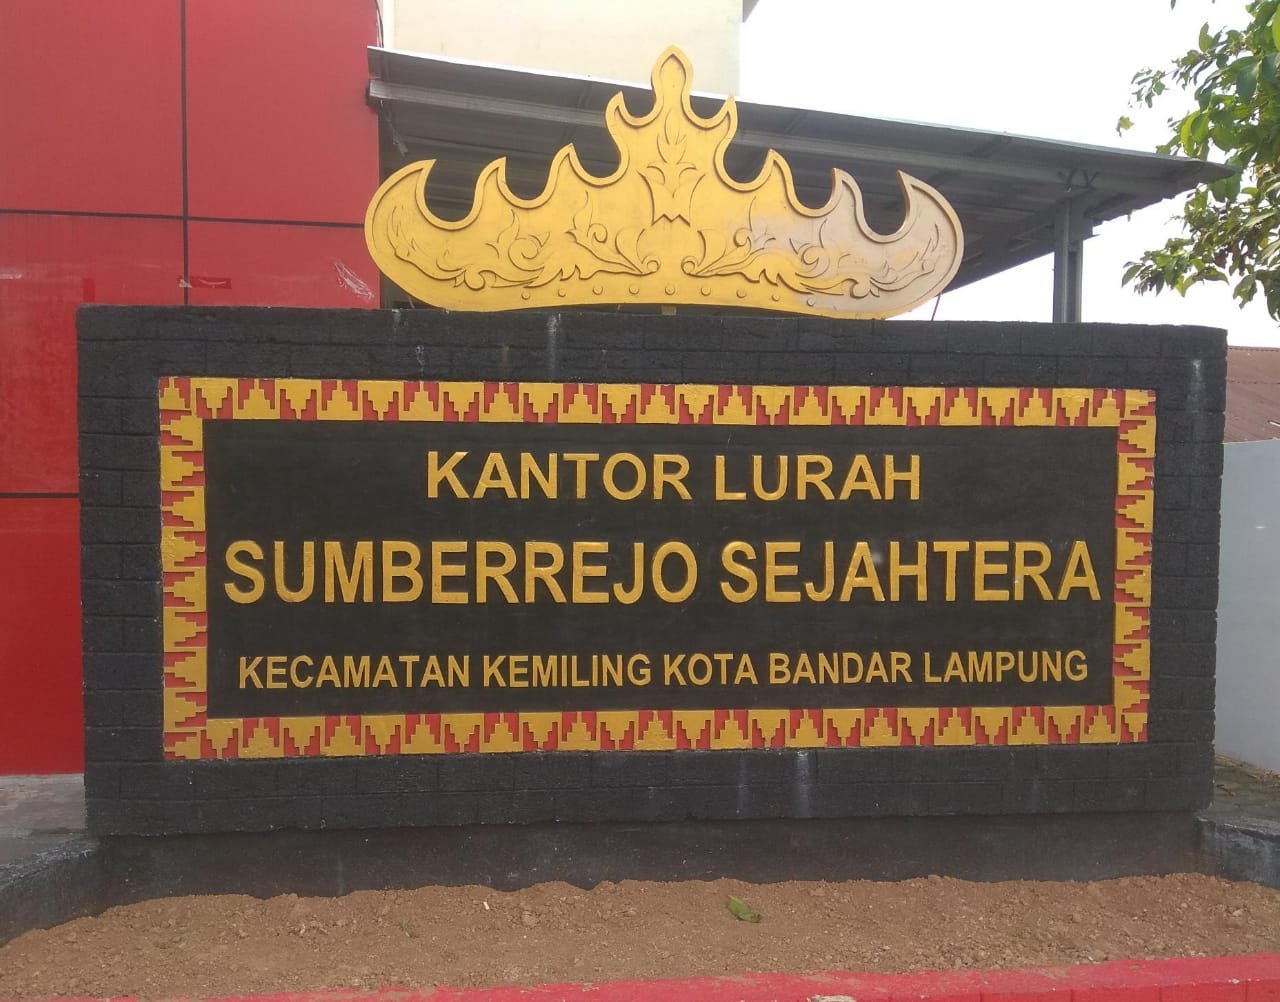 KANTOR LURAH
SUMBERREJO SEJAHTERA
KECAMATAN KEMILING KOTA BANDAR LAMPUNG